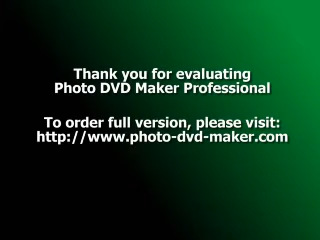 Thank you for evaluating
Photo DVD Maker Professional
To order full version, please visit:
http://www.photo-dvd-maker.com